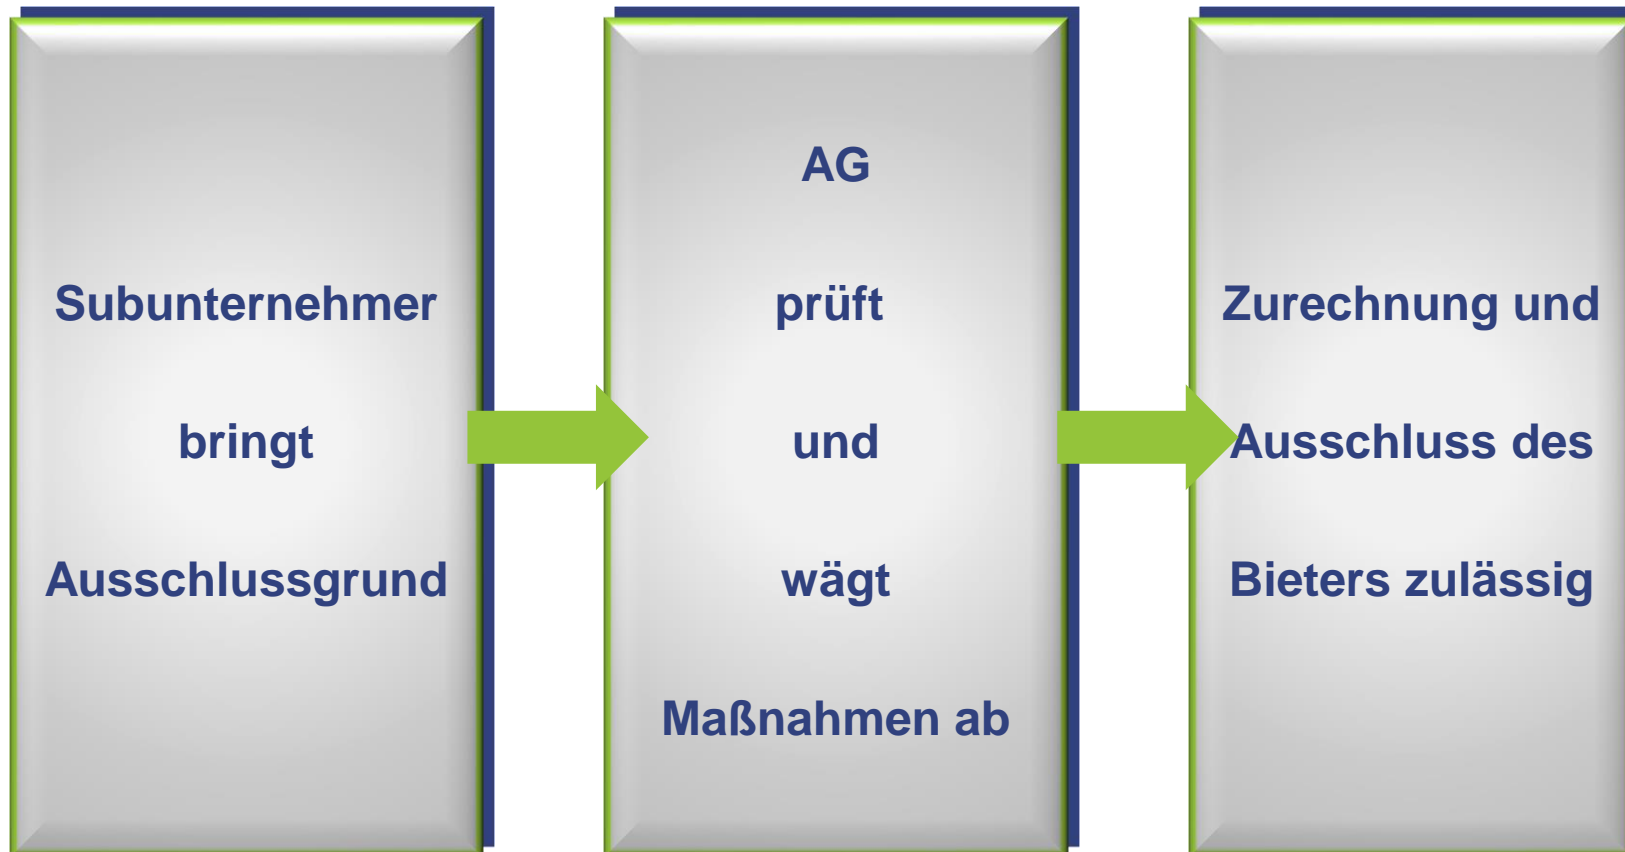 Subunternehmer
bringt
Ausschlussgrund
AG
prüft
und
wägt
Maßnahmen ab
Zurechnung und
Ausschluss des
Bieters zulässig